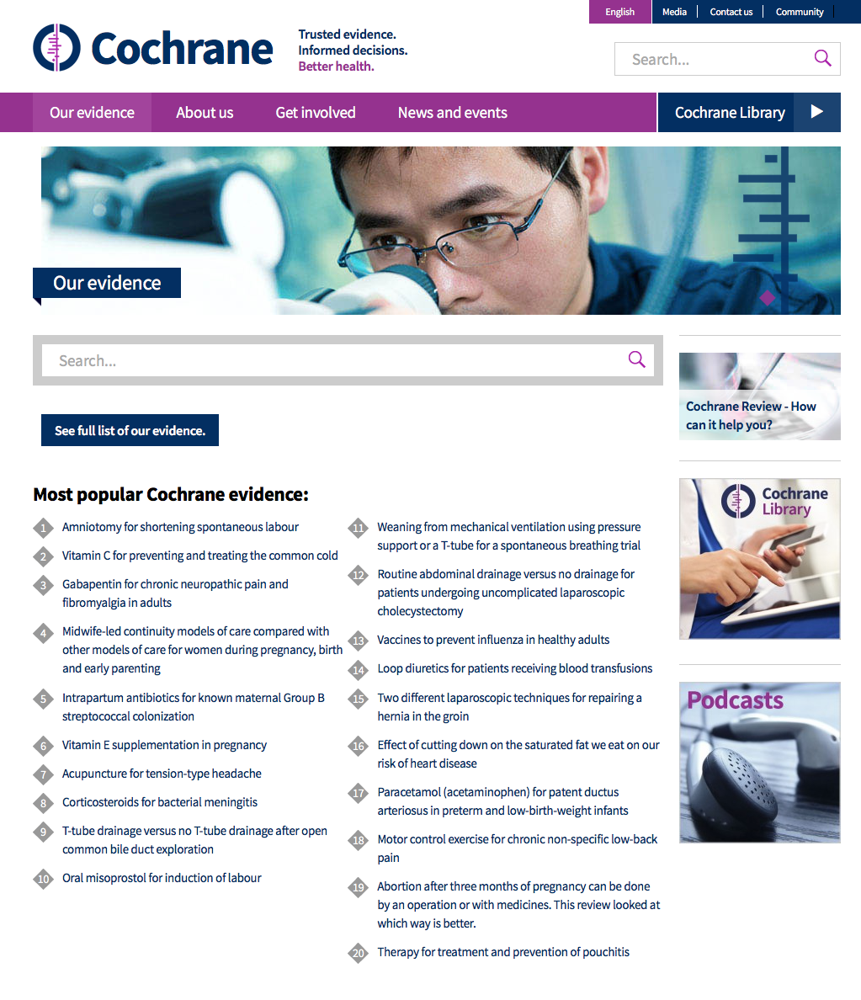 English
Media
Contact us
Community
Cochrane
Trusted evidence.
Informed decisions.
Better health.
Search...
Our evidence
About us
Get involved
News and events
Cochrane Library
Our evidence
Search...
Cochrane Review - How
can it help you?
See full list of our evidence.
Most popular Cochrane evidence:
1 Amniotomy for shortening spontaneous labour
2 Vitamin C for preventing and treating the common cold
3 Gabapentin for chronic neuropathic pain and
fibromyalgia in adults
4 Midwife-led continuity models of care compared with
other models of care for women during pregnancy, birth
and early parenting
5 Intrapartum antibiotics for known maternal Group B
streptococcal colonization
6 Vitamin E supplementation in pregnancy
7 Acupuncture for tension-type headache
8 Corticosteroids for bacterial meningitis
9 T-tube drainage versus no T-tube drainage after open
common bile duct exploration
10 Oral misoprostol for induction of labour
11 Weaning from mechanical ventilation using pressure
support or a T-tube for a spontaneous breathing trial
12 Routine abdominal drainage versus no drainage for
patients undergoing uncomplicated laparoscopic
cholecystectomy
13 Vaccines to prevent influenza in healthy adults
14 Loop diuretics for patients receiving blood transfusions
15 Two different laparoscopic techniques for repairing a
hernia in the groin
16 Effect of cutting down on the saturated fat we eat on our
risk of heart disease
17 Paracetamol (acetaminophen) for patent ductus
arteriosus in preterm and low-birth-weight infants
18 Motor control exercise for chronic non-specific low-back
pain
19 Abortion after three months of pregnancy can be done
by an operation or with medicines. This review looked at
which way is better.
20 Therapy for treatment and prevention of pouchitis
Cochrane
Library
Podcasts